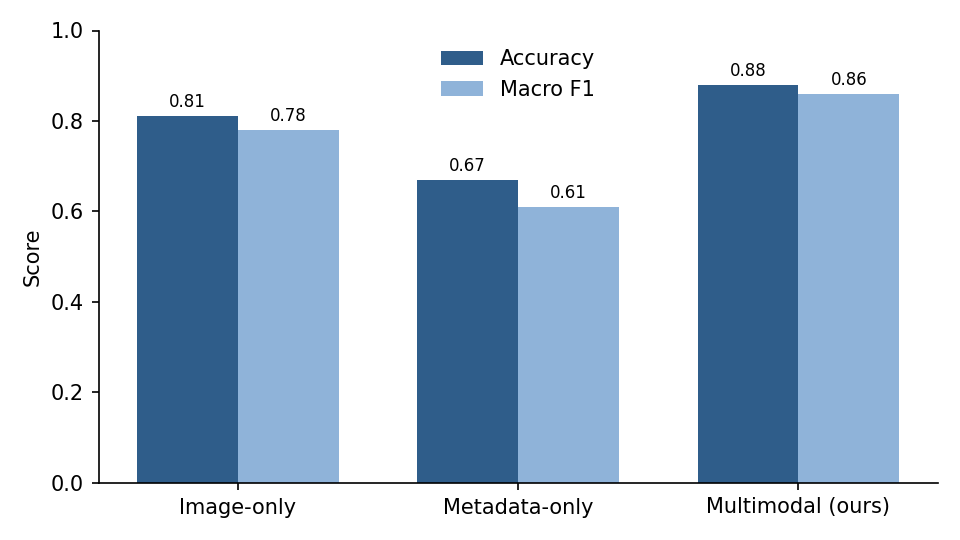 1.0
0.8
0.6
0.4
0.2
0.0
Score
Accuracy
Macro F1
0.81
0.78
0.67
0.61
0.88
0.86
Image-only
Metadata-only
Multimodal (ours)